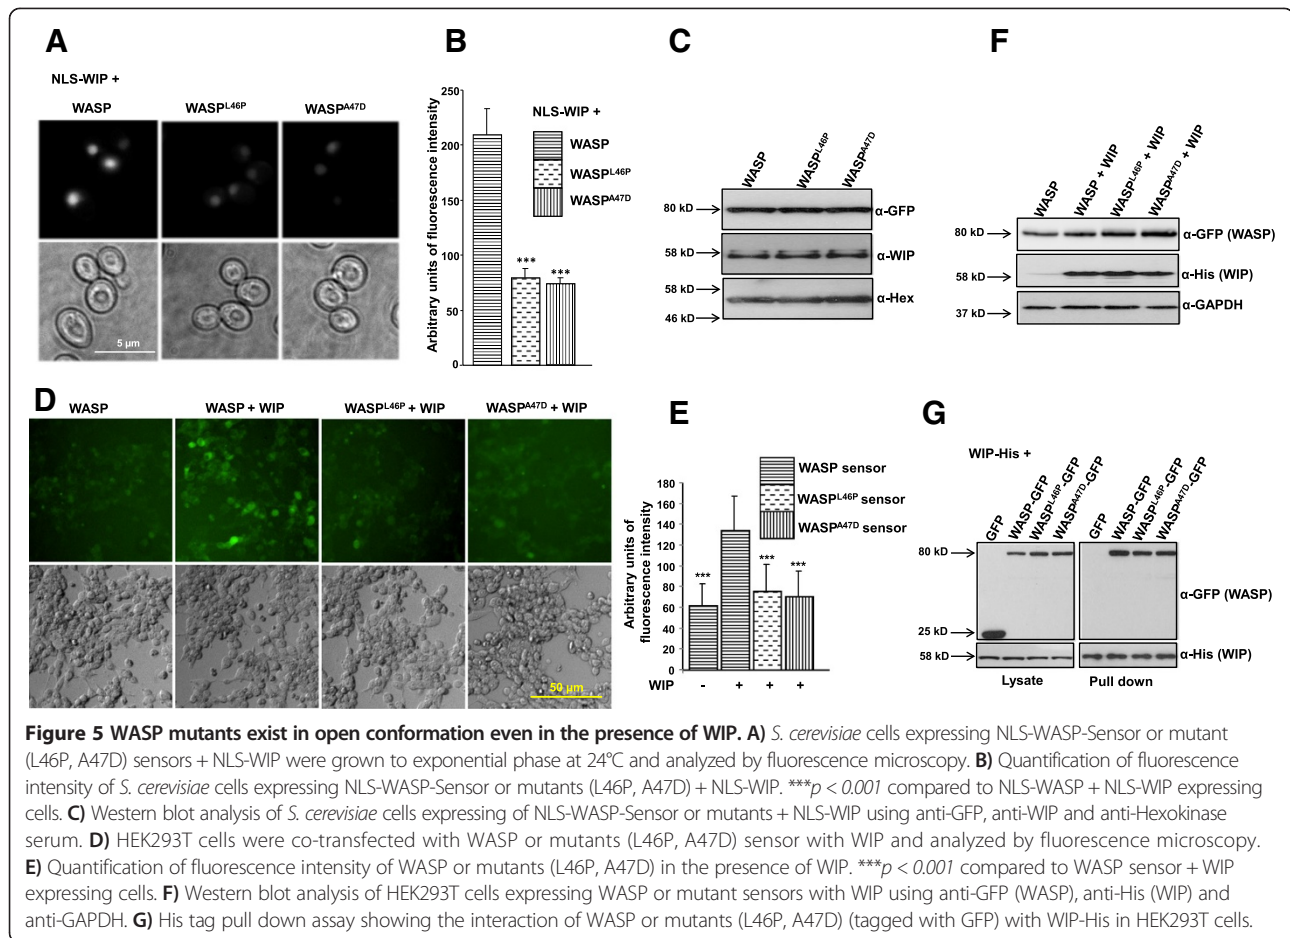 A
NLS-WIP +
WASP WASPL46P WASPA47D
5 µm
B
Arbitrary units of fluorescence intensity
250
200
150
100
50
0
NLS-WIP +
WASP
WASPL46P
WASPA47D
***
***
C
WASP WASPL46P WASPA47D
80 kD α-GFP
58 kD α-WIP
58 kD α-Hex
46 kD
F
WASP WASP + WIP WASPL46P + WIP WASPA47D + WIP
80 kD α-GFP (WASP)
58 kD α-His (WIP)
37 kD α-GAPDH
D
WASP WASP + WIP WASPL46P + WIP WASPA47D + WIP
50 µm
E
WASP sensor
WASPL46P sensor
WASPA47D sensor
Arbitrary units of
fluorescence intensity
180
160
140
120
100
80
60
40
20
0
*** *** ***
WIP - + + +
G
WIP-His +
GFP WASP-GFP WASPL46P-GFP WASPA47D-GFP GFP WASP-GFP WASPL46P-GFP WASPA47D-GFP
80 kD
α-GFP (WASP)
25 kD
58 kD α-His (WIP)
Lysate Pull down
Figure 5 WASP mutants exist in open conformation even in the presence of WIP. A) S. cerevisiae cells expressing NLS-WASP-Sensor or mutant
(L46P, A47D) sensors + NLS-WIP were grown to exponential phase at 24°C and analyzed by fluorescence microscopy. B) Quantification of fluorescence
intensity of S. cerevisiae cells expressing NLS-WASP-Sensor or mutants (L46P, A47D) + NLS-WIP. ***p < 0.001 compared to NLS-WASP + NLS-WIP expressing
cells. C) Western blot analysis of S. cerevisiae cells expressing of NLS-WASP-Sensor or mutants + NLS-WIP using anti-GFP, anti-WIP and anti-Hexokinase
serum. D) HEK293T cells were co-transfected with WASP or mutants (L46P, A47D) sensor with WIP and analyzed by fluorescence microscopy.
E) Quantification of fluorescence intensity of WASP or mutants (L46P, A47D) in the presence of WIP. ***p < 0.001 compared to WASP sensor + WIP
expressing cells. F) Western blot analysis of HEK293T cells expressing WASP or mutant sensors with WIP using anti-GFP (WASP), anti-His (WIP) and
anti-GAPDH. G) His tag pull down assay showing the interaction of WASP or mutants (L46P, A47D) (tagged with GFP) with WIP-His in HEK293T cells.